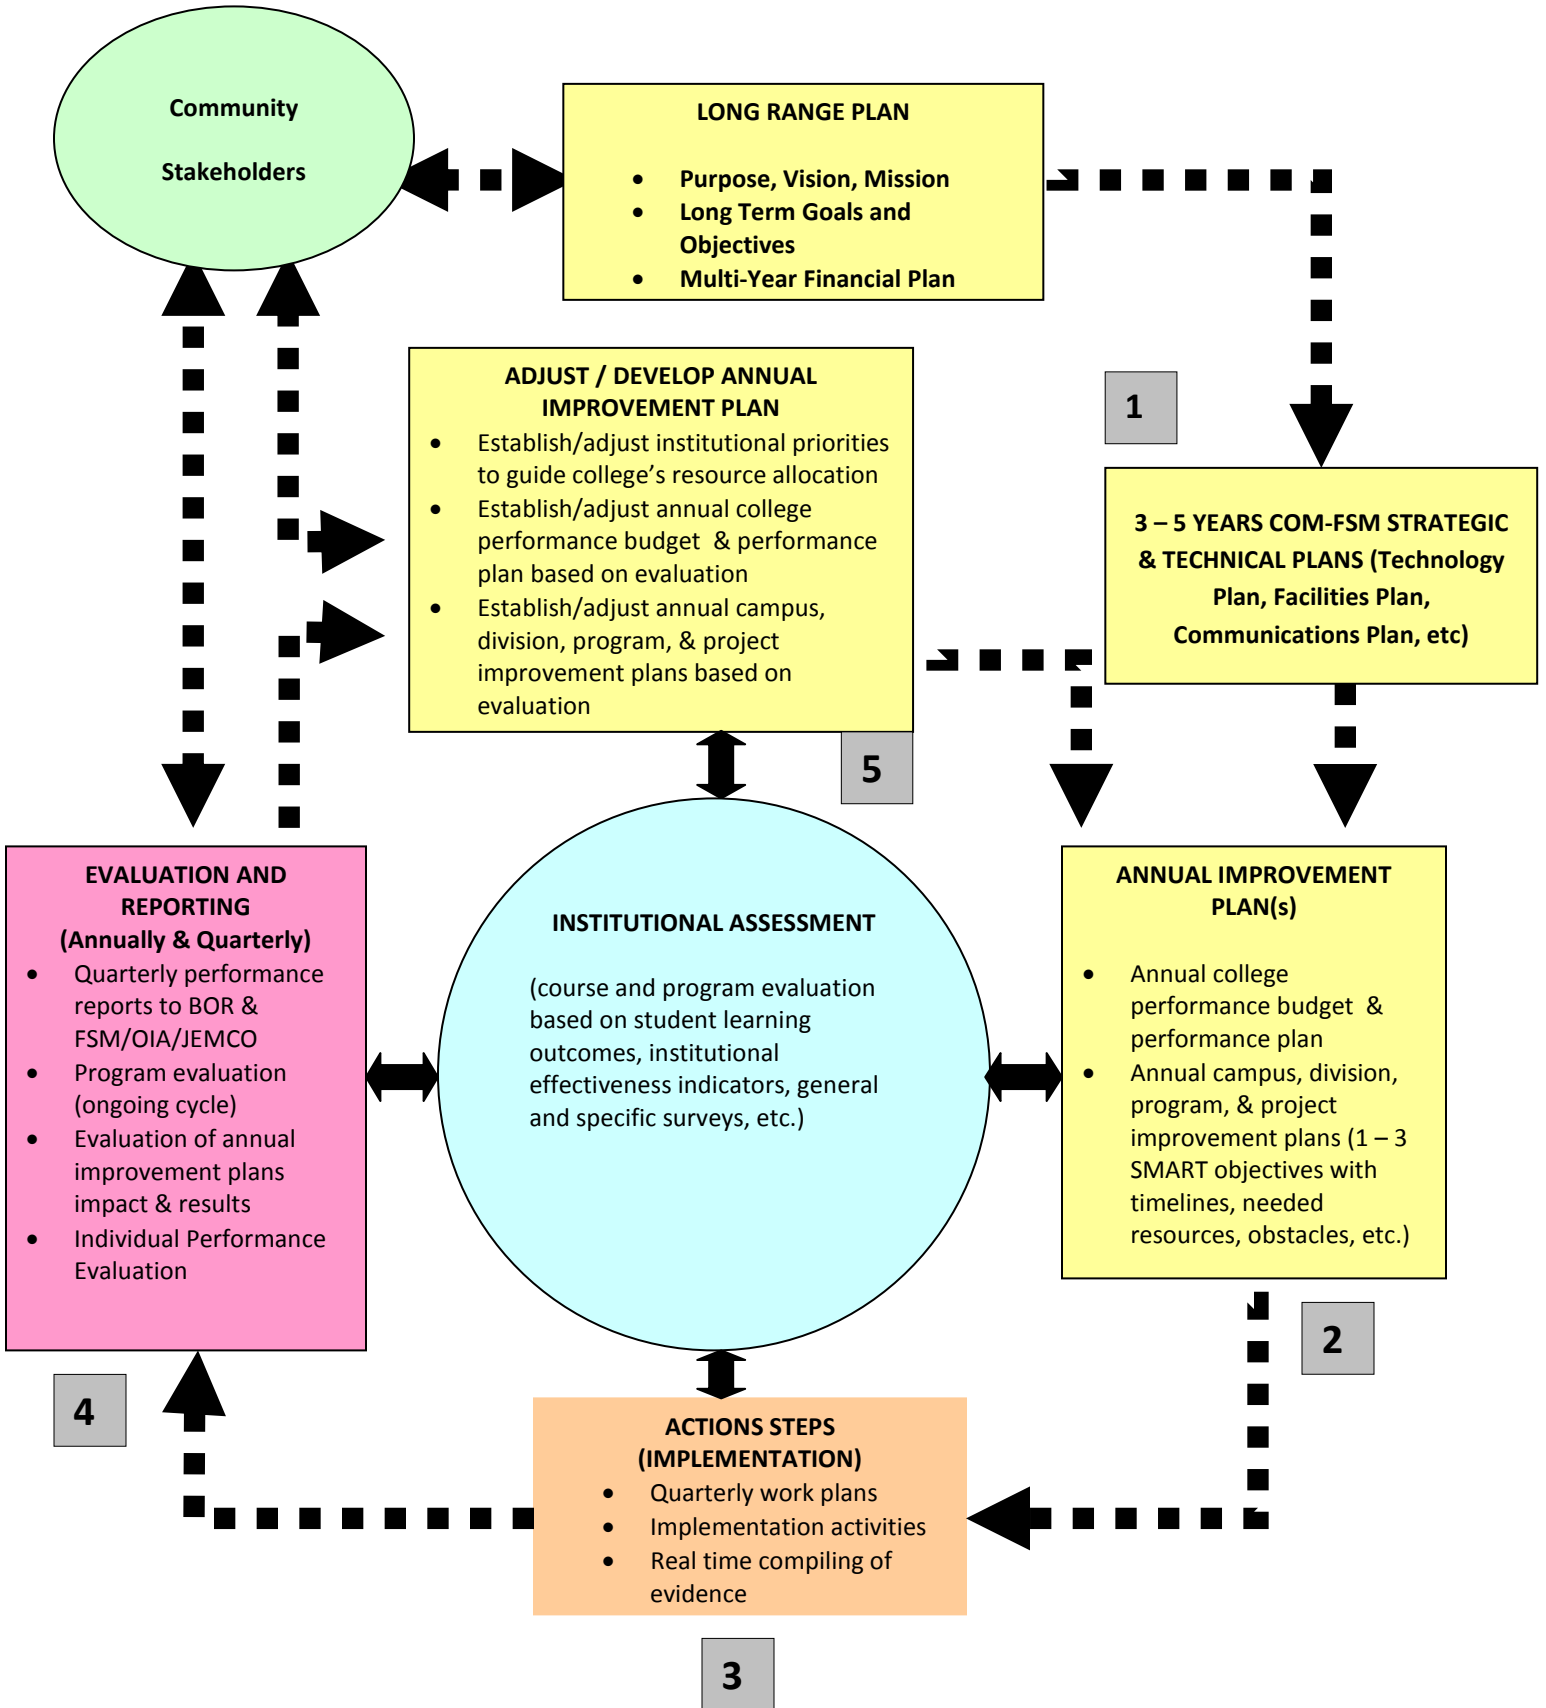 Community
Stakeholders
LONG RANGE PLAN
• Purpose, Vision, Mission
• Long Term Goals and
Objectives
• Multi-Year Financial Plan
ADJUST / DEVELOP ANNUAL
IMPROVEMENT PLAN
• Establish/adjust institutional priorities
to guide college’s resource allocation
• Establish/adjust annual college
performance budget & performance
plan based on evaluation
• Establish/adjust annual campus,
division, program, & project
improvement plans based on
evaluation
1
3 – 5 YEARS COM-FSM STRATEGIC
& TECHNICAL PLANS (Technology
Plan, Facilities Plan,
Communications Plan, etc)
5
EVALUATION AND
REPORTING
(Annually & Quarterly)
• Quarterly performance
reports to BOR &
FSM/OIA/JEMCO
• Program evaluation
(ongoing cycle)
• Evaluation of annual
improvement plans
impact & results
• Individual Performance
Evaluation
INSTITUTIONAL ASSESSMENT
(course and program evaluation
based on student learning
outcomes, institutional
effectiveness indicators, general
and specific surveys, etc.)
ANNUAL IMPROVEMENT
PLAN(s)
• Annual college
performance budget &
performance plan
• Annual campus, division,
program, & project
improvement plans (1 – 3
SMART objectives with
timelines, needed
resources, obstacles, etc.)
2
4
ACTIONS STEPS
(IMPLEMENTATION)
• Quarterly work plans
• Implementation activities
• Real time compiling of
evidence
3